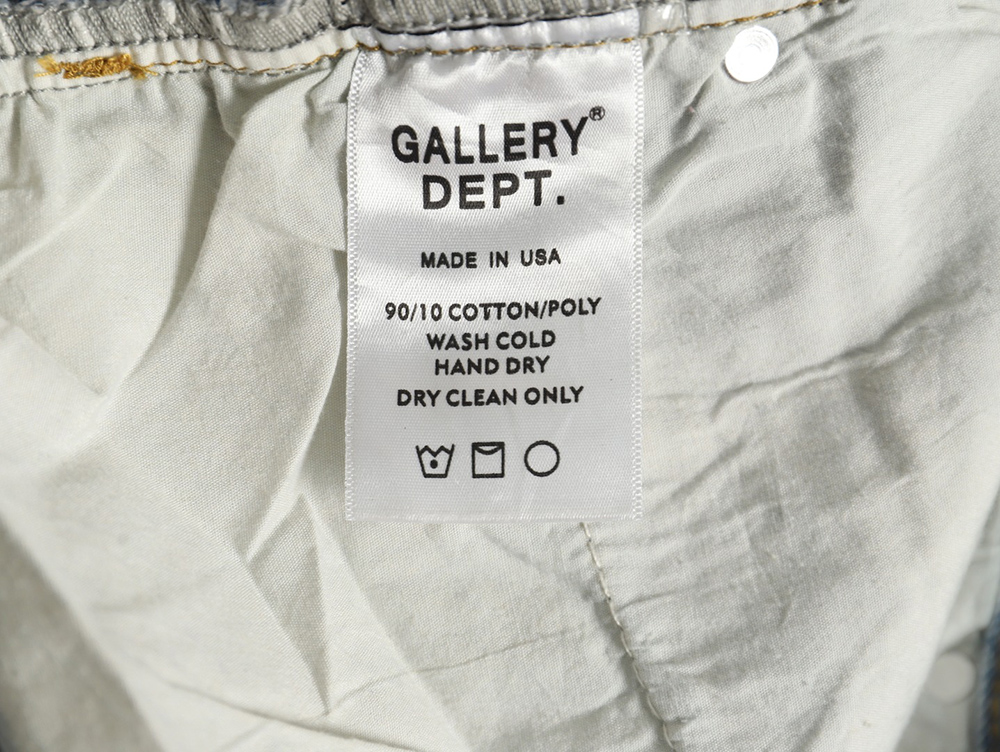 GALLERY®
DEPT.
MADE IN USA
90/10 COTTON/POLY
WASH COLD
HAND DRY
DRY CLEAN ONLY